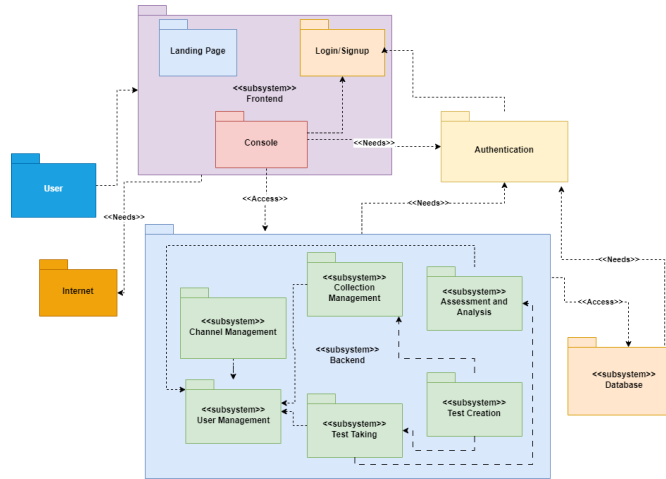 Landing Page
Login/Signup
<<subsystem>>
Frontend
Console
<<Needs>>
Authentication
User
<<Access>>
<<Needs>>
<<Needs>>
Internet
<<subsystem>>
Collection
Management
<<subsystem>>
Assessment and
Analysis
<<Needs>>
<<Access>>
<<subsystem>>
Channel Management
<<subsystem>>
Backend
<<subsystem>>
Database
<<subsystem>>
User Management
<<subsystem>>
Test Taking
<<subsystem>>
Test Creation